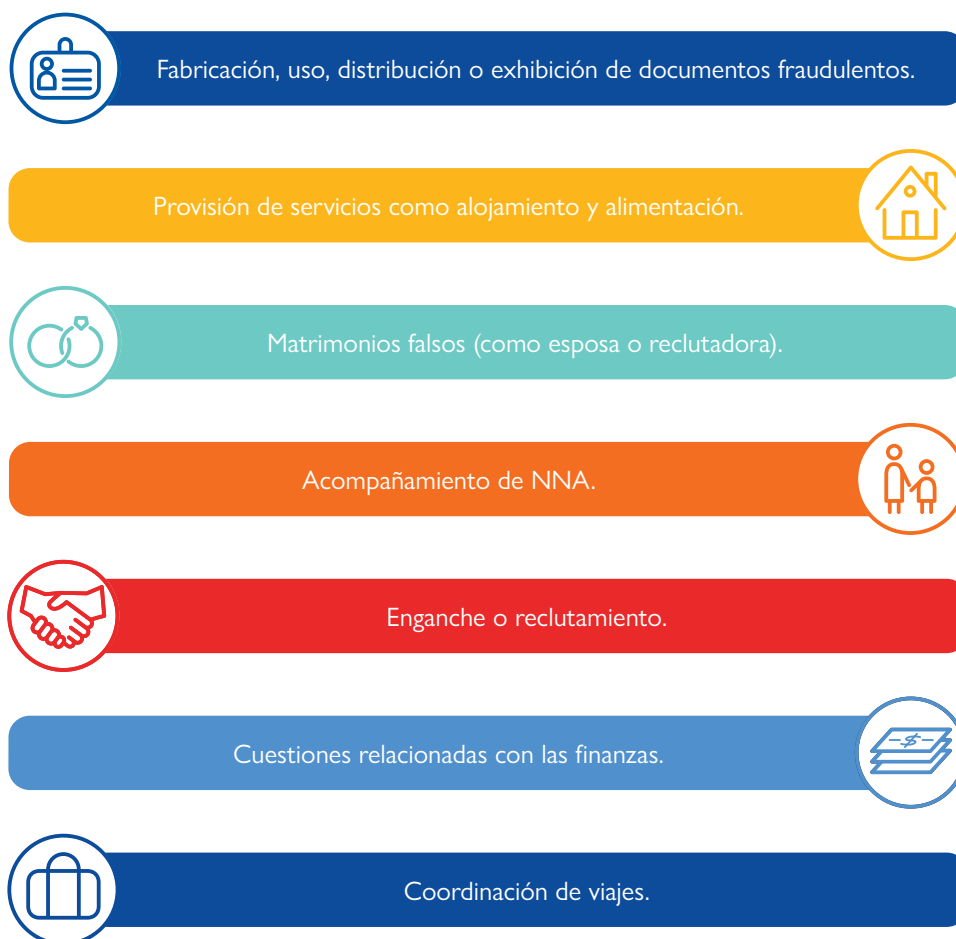 Fabricación, uso, distribución o exhibición de documentos fraudulentos.
Provisión de servicios como alojamiento y alimentación.
Matrimonios falsos (como esposa o reclutadora).
Acompañamiento de NNA.
Enganche o reclutamiento.
-$-
Cuestiones relacionadas con las finanzas.
Coordinación de viajes.